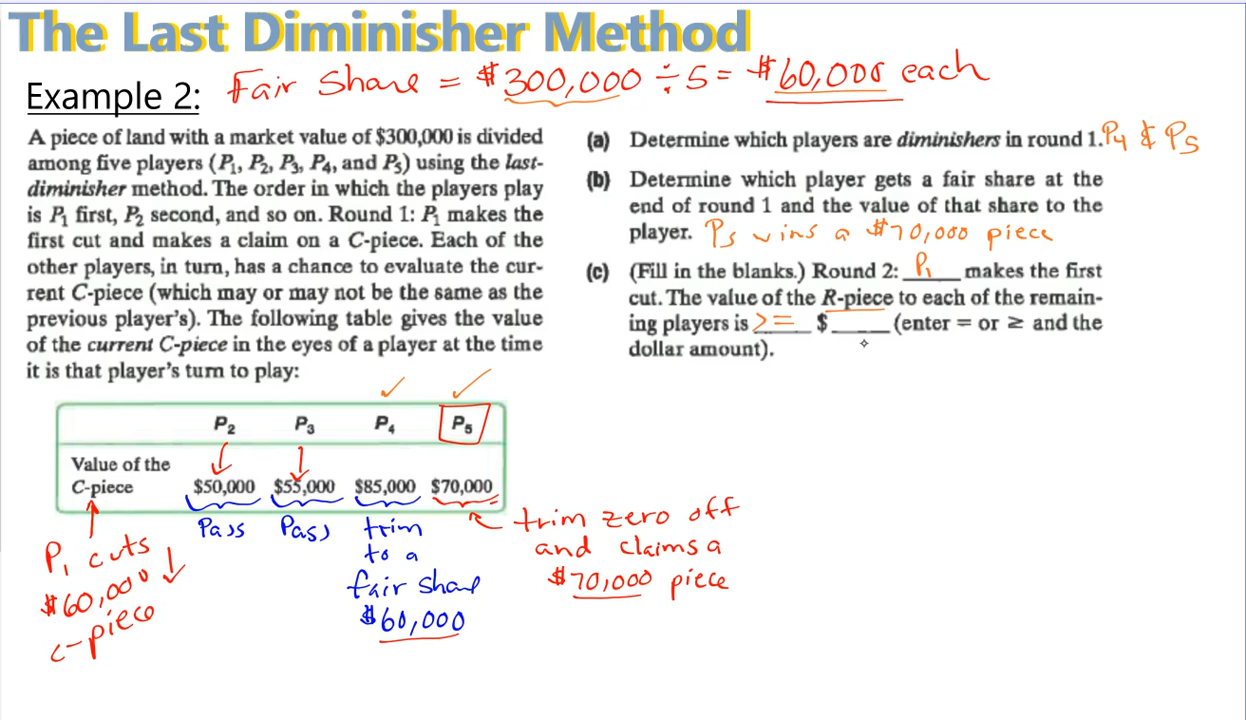 The Last Diminisher Method
Example 2:
Fair Share = $300,000 ÷ 5 = $60,000 each
A piece of land with a market value of $300,000 is divided
among five players (P₁, P₂, P₃, P₄, and P₅) using the last-
diminisher method. The order in which the players play
is P₁ first, P₂ second, and so on. Round 1: P₁ makes the
first cut and makes a claim on a C-piece. Each of the
other players, in turn, has a chance to evaluate the cur-
rent C-piece (which may or may not be the same as the
previous player's). The following table gives the value
of the current C-piece in the eyes of a player at the time
it is that player's turn to play:
P₂ P₃ P₄ P₅
Value of the
C-piece $50,000 $55,000 $85,000 $70,000
P₁ cuts
$60,000
c-piece
Pass
Pass
trim
to a
fair share
$60,000
trim zero off
and claims a
$70,000 piece
(a) Determine which players are diminishers in round 1. P₄ & P₅
(b) Determine which player gets a fair share at the
end of round 1 and the value of that share to the
player. P₅ wins a $70,000 piece
(c) (Fill in the blanks.) Round 2: P₁ makes the first
cut. The value of the R-piece to each of the remain-
ing players is >= $____ (enter = or ≥ and the
dollar amount).